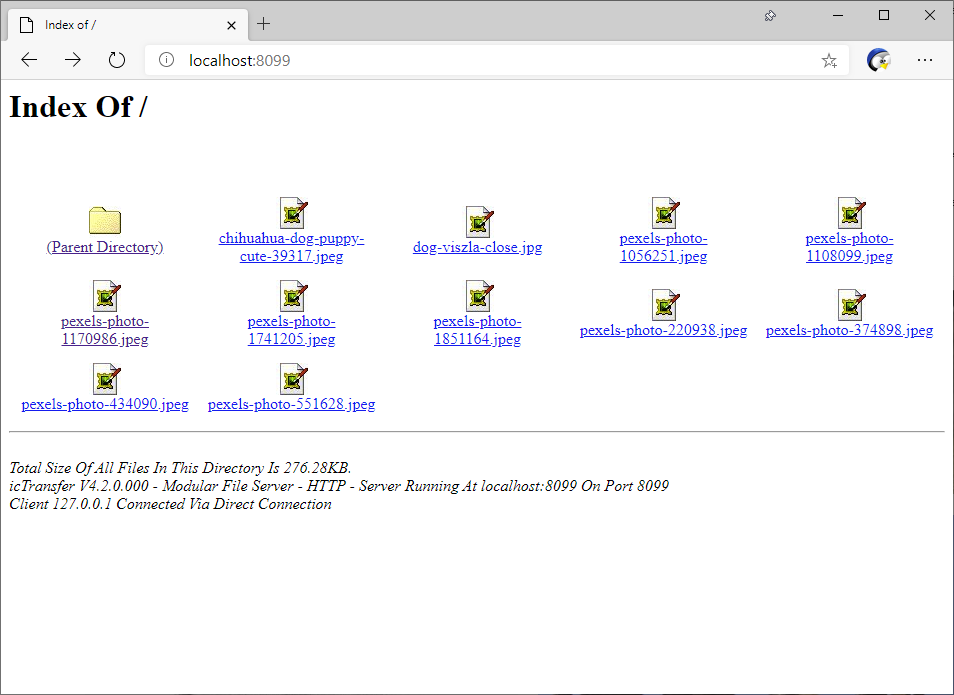 Index of /
localhost:8099
Index Of /
(Parent Directory)
chihuahua-dog-puppy-
cute-39317.jpeg
dog-viszla-close.jpg
pexels-photo-
1056251.jpeg
pexels-photo-
1108099.jpeg
pexels-photo-
1170986.jpeg
pexels-photo-
1741205.jpeg
pexels-photo-
1851164.jpeg
pexels-photo-220938.jpeg
pexels-photo-374898.jpeg
pexels-photo-434090.jpeg
pexels-photo-551628.jpeg
Total Size Of All Files In This Directory Is 276.28KB.
icTransfer V4.2.0.000 - Modular File Server - HTTP - Server Running At localhost:8099 On Port 8099
Client 127.0.0.1 Connected Via Direct Connection